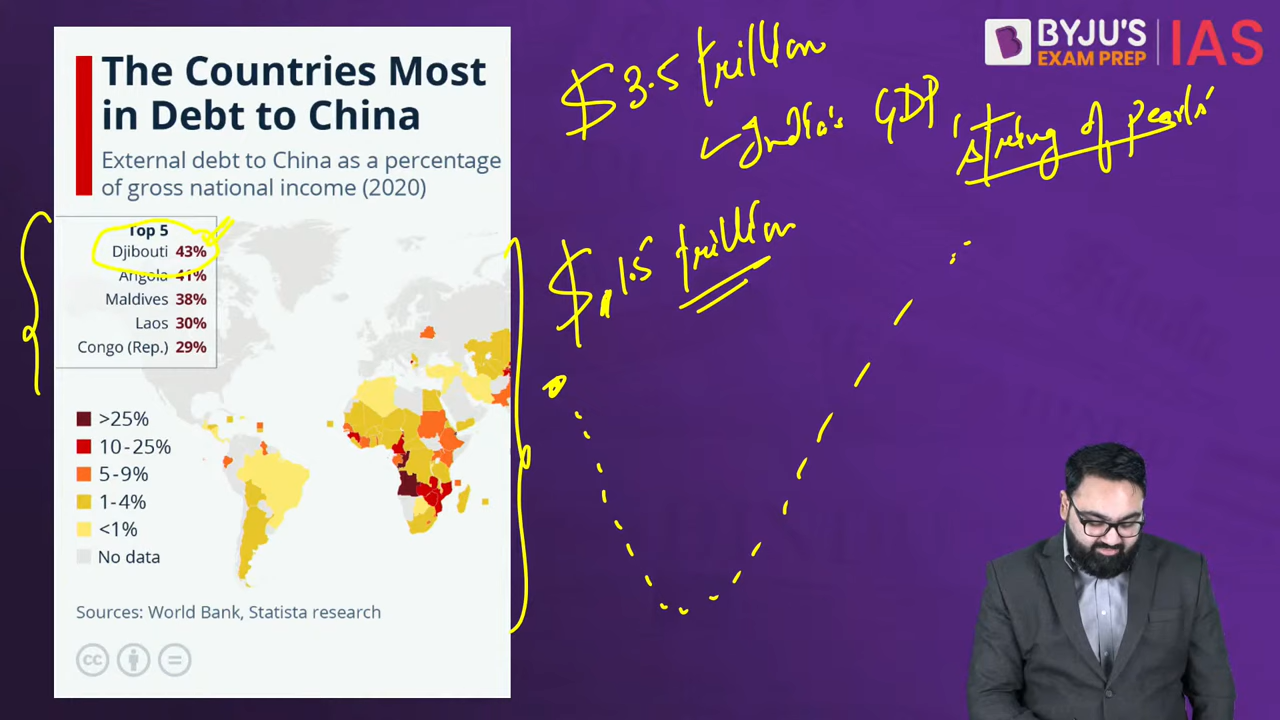 The Countries Most
in Debt to China
External debt to China as a percentage
of gross national income (2020)
Top 5
Djibouti 43%
Angola 41%
Maldives 38%
Laos 30%
Congo (Rep.) 29%
>25%
10-25%
5-9%
1-4%
<1%
No data
Sources: World Bank, Statista research
cc
$3.5 trillion
India's GDP
'string of pearls'
$1.5 trillion
BYJU'S
EXAM PREP
IAS